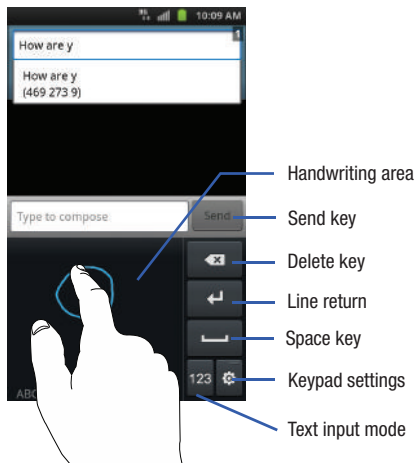 10:09 AM
1
How are y
How are y
(469 273 9)
Handwriting area
Type to compose
Send
Send key
Delete key
Line return
Space key
123
Keypad settings
ABC
Text input mode